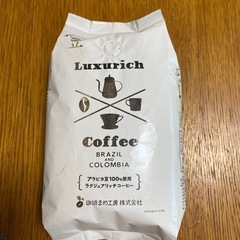 Luxurich
Coffee
BRAZIL
AND
COLOMBIA
アラビカ豆100%使用
ラグジュアリッチコーヒー
珈琲まめ工房 株式会社